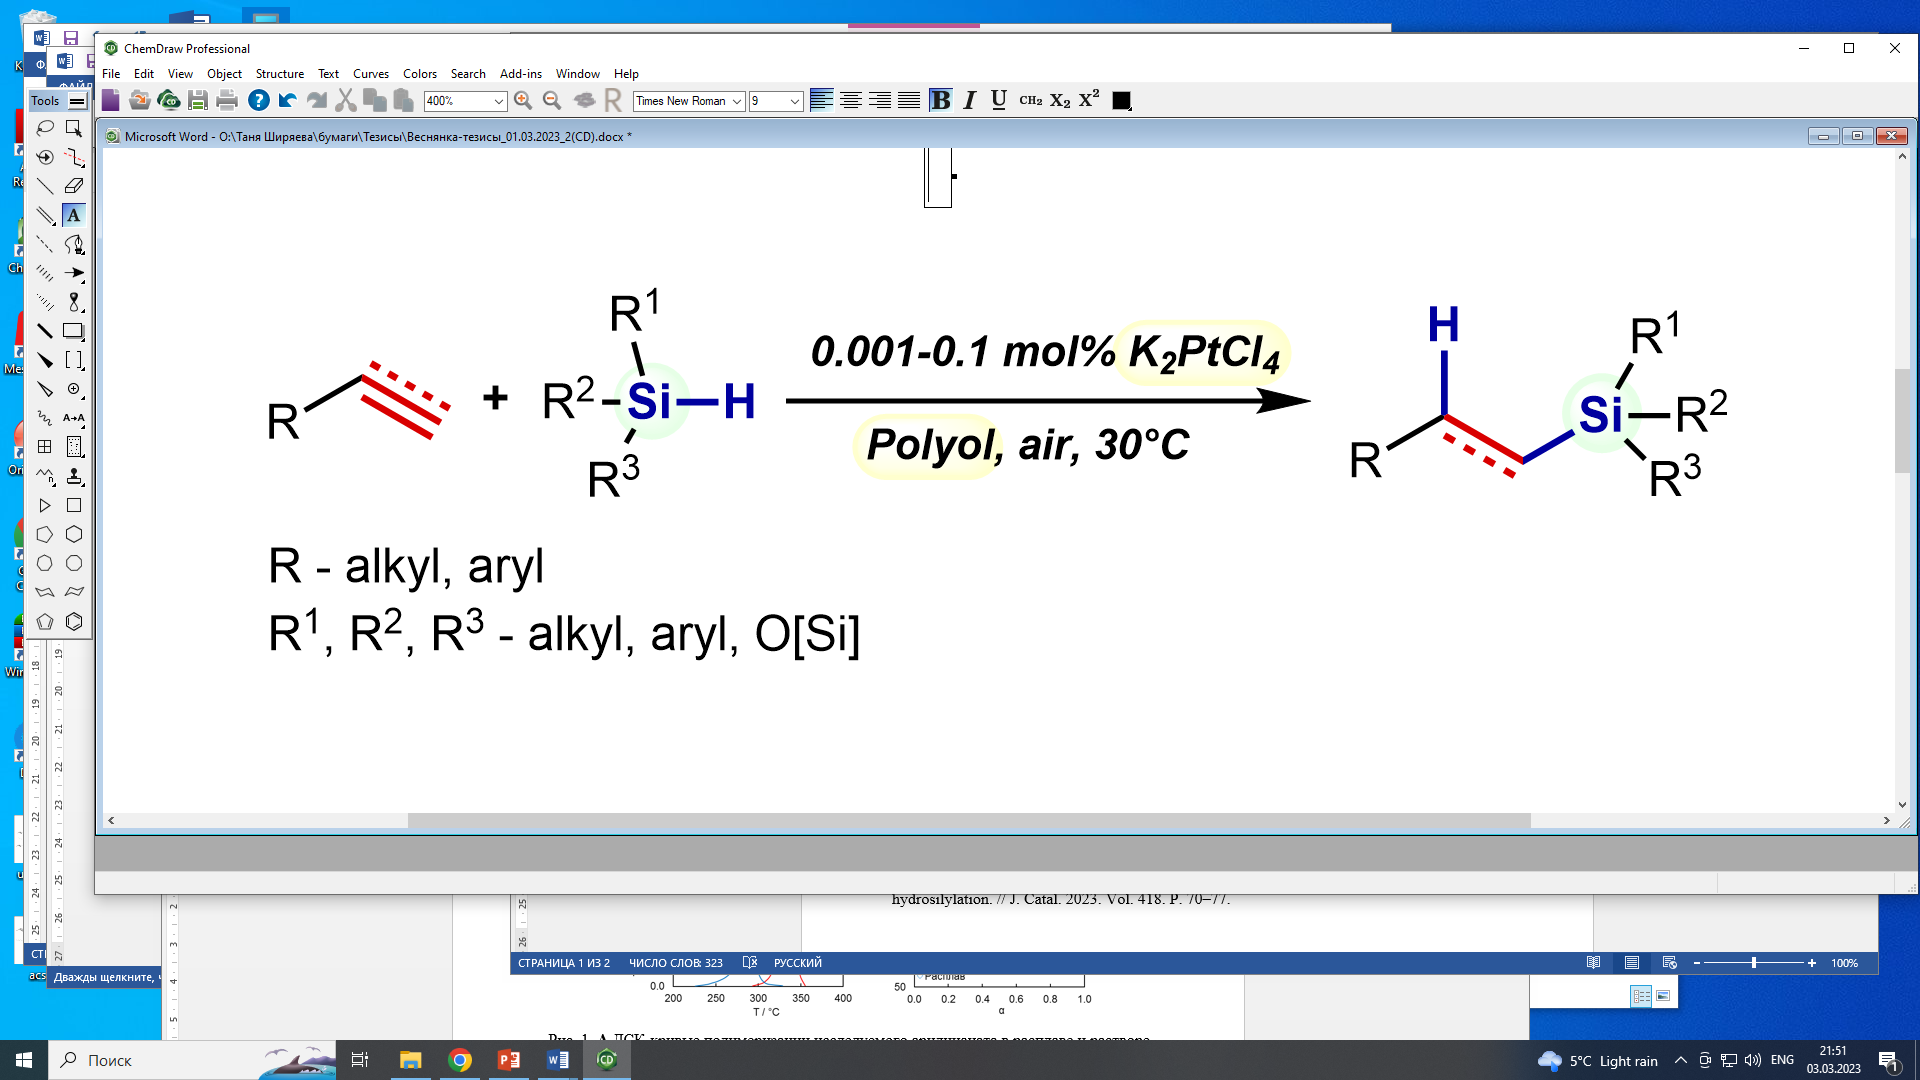 ChemDraw Professional
File Edit View Object Structure Text Curves Colors Search Add-ins Window Help
Tools
400%
Times New Roman
9
B I U CH₂ X₂ X²
Microsoft Word - O:\Таня Ширяева\бумаги\Тезисы\Веснянка-тезисы_01.03.2023_2(CD).docx *
A
R
+
R¹
R² Si H
R³
0.001-0.1 mol% K₂PtCl₄
Polyol, air, 30°C
H
R
R¹
Si R²
R³
R - alkyl, aryl
R¹, R², R³ - alkyl, aryl, O[Si]
hydrosilylation. // J. Catal. 2023. Vol. 418. P. 70–77.
СТРАНИЦА 1 ИЗ 2 ЧИСЛО СЛОВ: 323 РУССКИЙ 100%
Дважды щелкните,
0.0
200 250 300 350 400
T / °C
Расплав
50
0.0 0.2 0.4 0.6 0.8 1.0
α
Поиск
5°C Light rain
ENG
21:51
03.03.2023
1